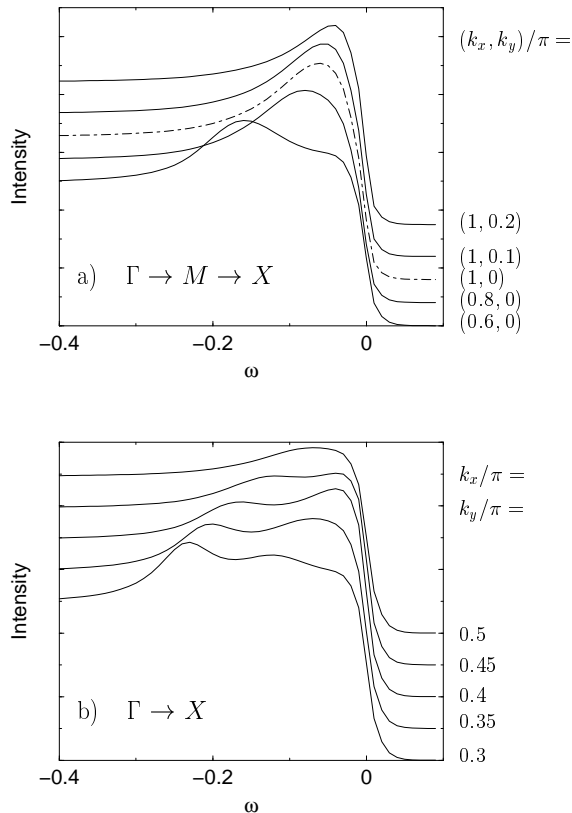 (k_x, k_y)/π =
Intensity
(1, 0.2)
(1, 0.1)
(1, 0)
(0.8, 0)
(0.6, 0)
a) Γ → M → X
−0.4 −0.2 0
ω
k_x/π =
k_y/π =
Intensity
0.5
0.45
0.4
0.35
0.3
b) Γ → X
−0.4 −0.2 0
ω